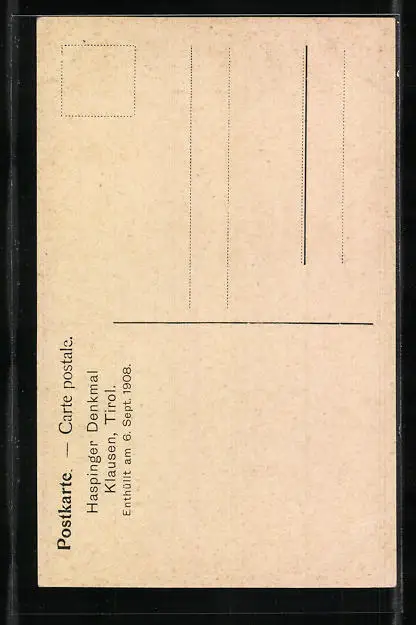 Postkarte. — Carte postale.
Haspinger Denkmal
Klausen, Tirol.
Enthüllt am 6. Sept. 1908.